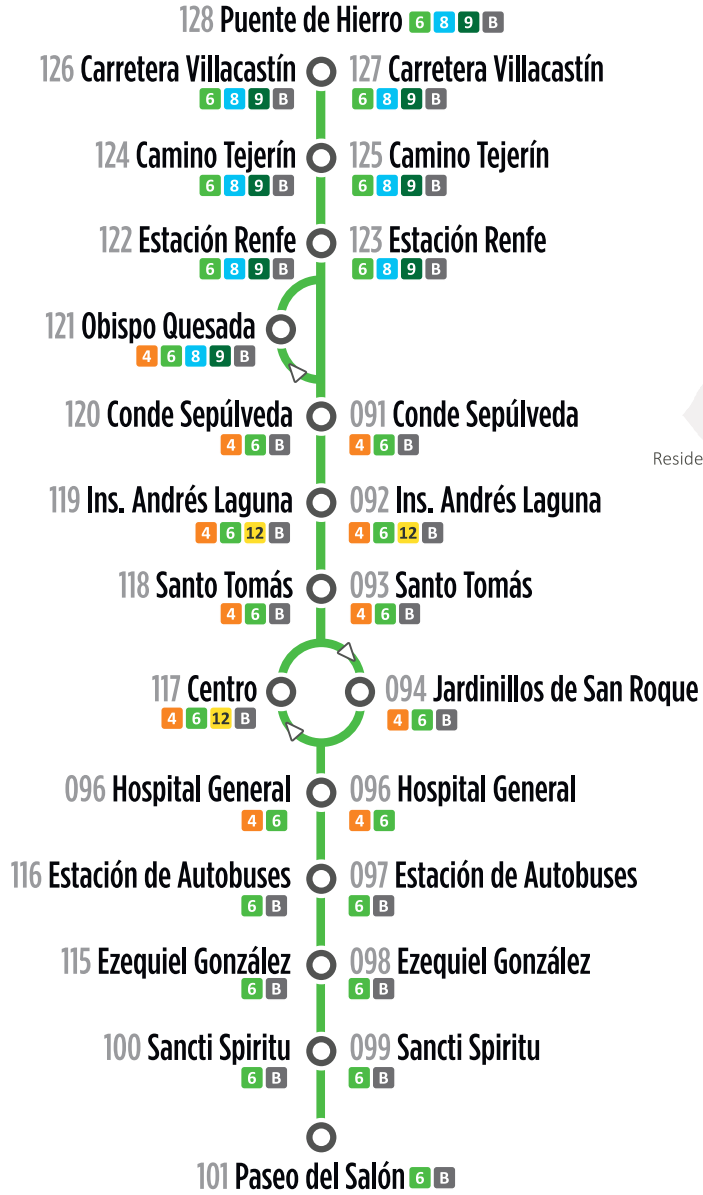 128 Puente de Hierro 6 8 9 B
126 Carretera Villacastín 127 Carretera Villacastín
6 8 9 B 6 8 9 B
124 Camino Tejerín 125 Camino Tejerín
6 8 9 B 6 8 9 B
122 Estación Renfe 123 Estación Renfe
6 8 9 B 6 8 9 B
121 Obispo Quesada
4 6 8 9 B
120 Conde Sepúlveda 091 Conde Sepúlveda
4 6 B 4 6 B
Reside
119 Ins. Andrés Laguna 092 Ins. Andrés Laguna
4 6 12 B 4 6 12 B
118 Santo Tomás 093 Santo Tomás
4 6 B 4 6 B
117 Centro 094 Jardinillos de San Roque
4 6 12 B 4 6 B
096 Hospital General 096 Hospital General
4 6 4 6
116 Estación de Autobuses 097 Estación de Autobuses
6 B 6 B
115 Ezequiel González 098 Ezequiel González
6 B 6 B
100 Sancti Spiritu 099 Sancti Spiritu
6 B 6 B
101 Paseo del Salón 6 B